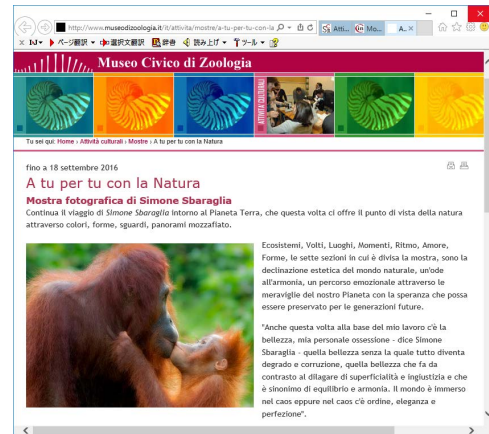 http://www.museodizoologia.it/it/attivita/mostre/a-tu-per-tu-con-la
Atti...
Mo...
A...
ページ翻訳
選択文翻訳
辞書
読み上げ
ツール
Museo Civico di Zoologia
ATTIVITÀ CULTURALI
Tu sei qui: Home › Attività culturali › Mostre › A tu per tu con la Natura
fino a 18 settembre 2016
A tu per tu con la Natura
Mostra fotografica di Simone Sbaraglia
Continua il viaggio di Simone Sbaraglia intorno al Pianeta Terra, che questa volta ci offre il punto di vista della natura
attraverso colori, forme, sguardi, panorami mozzafiato.
Ecosistemi, Volti, Luoghi, Momenti, Ritmo, Amore,
Forme, le sette sezioni in cui è divisa la mostra, sono la
declinazione estetica del mondo naturale, un'ode
all'armonia, un percorso emozionale attraverso le
meraviglie del nostro Pianeta con la speranza che possa
essere preservato per le generazioni future.
"Anche questa volta alla base del mio lavoro c'è la
bellezza, mia personale ossessione - dice Simone
Sbaraglia - quella bellezza senza la quale tutto diventa
degrado e corruzione, quella bellezza che fa da
contrasto al dilagare di superficialità e ingiustizia e che
è sinonimo di equilibrio e armonia. Il mondo è immerso
nel caos eppure nel caos c'è ordine, eleganza e
perfezione".